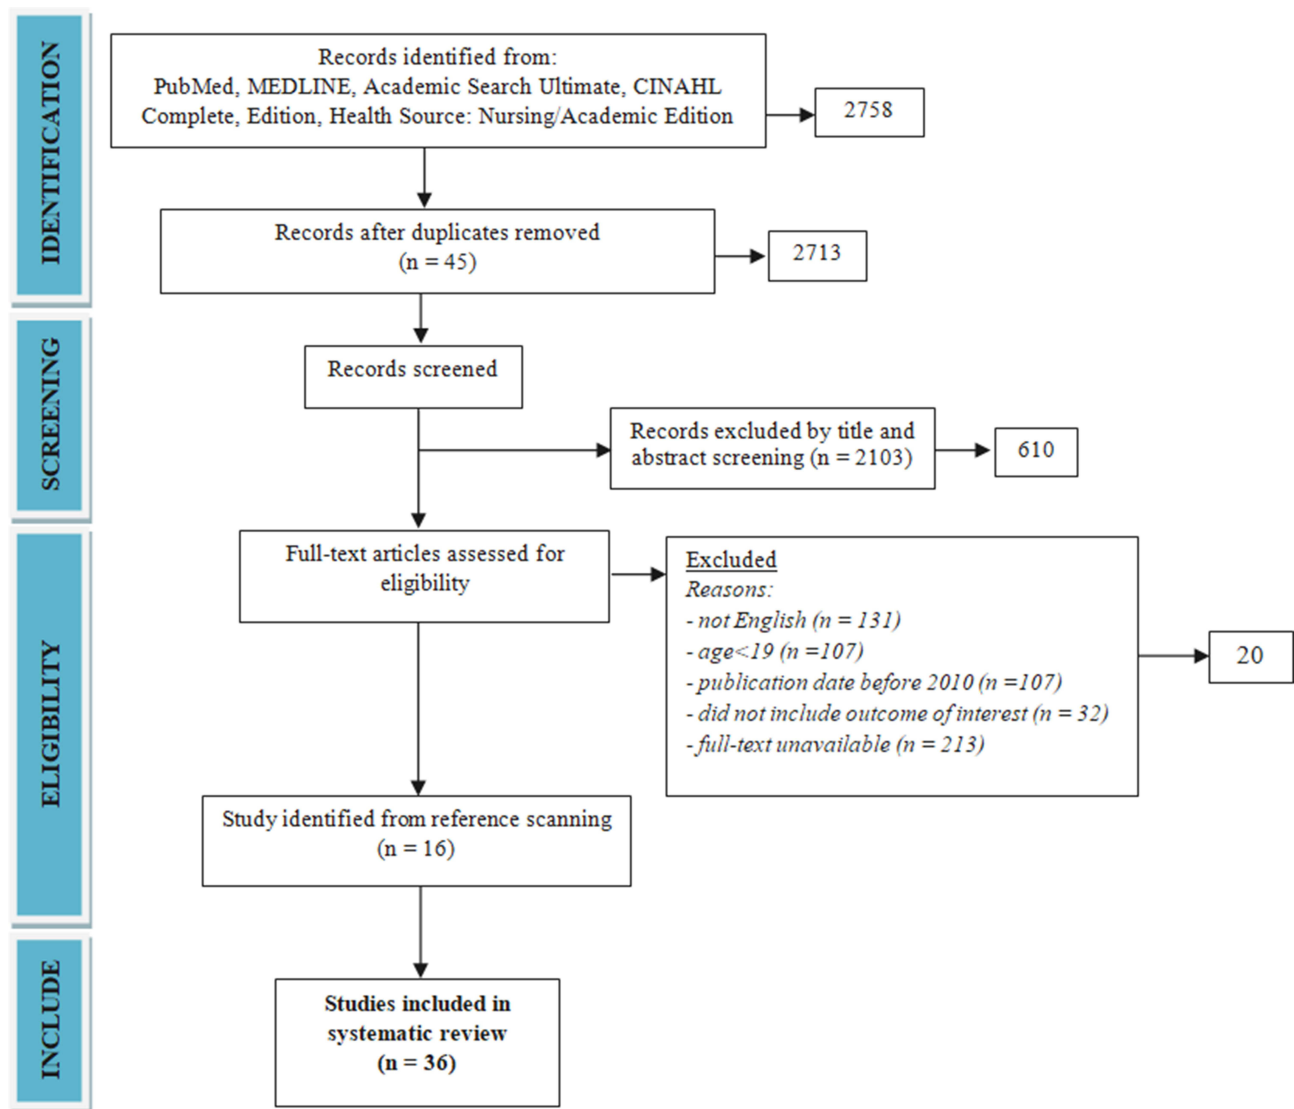 IDENTIFICATION
Records identified from:
PubMed, MEDLINE, Academic Search Ultimate, CINAHL
Complete, Edition, Health Source: Nursing/Academic Edition
2758
Records after duplicates removed
(n = 45)
2713
SCREENING
Records screened
Records excluded by title and
abstract screening (n = 2103)
610
ELIGIBILITY
Full-text articles assessed for
eligibility
Excluded
Reasons:
- not English (n = 131)
- age<19 (n =107)
- publication date before 2010 (n =107)
- did not include outcome of interest (n = 32)
- full-text unavailable (n = 213)
20
Study identified from reference scanning
(n = 16)
INCLUDE
Studies included in
systematic review
(n = 36)